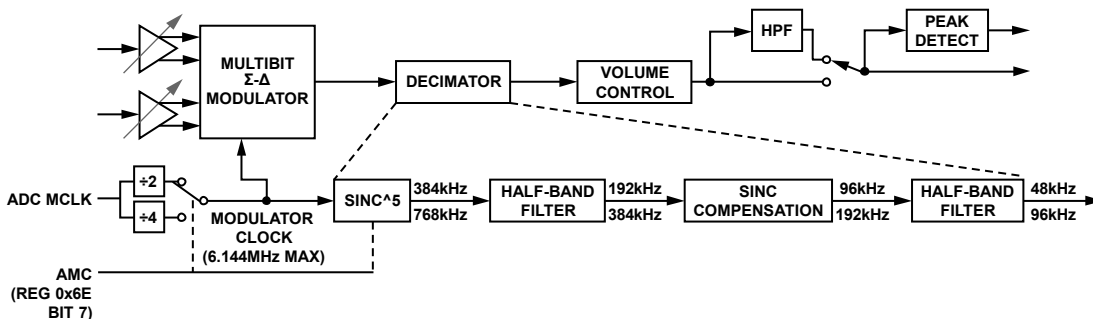 HPF
PEAK
DETECT
MULTIBIT
Σ-Δ
MODULATOR
DECIMATOR
VOLUME
CONTROL
ADC MCLK
÷2
÷4
MODULATOR
CLOCK
(6.144MHz MAX)
SINC^5
384kHz
768kHz
HALF-BAND
FILTER
192kHz
384kHz
SINC
COMPENSATION
96kHz
192kHz
HALF-BAND
FILTER
48kHz
96kHz
AMC
(REG 0x6E
BIT 7)